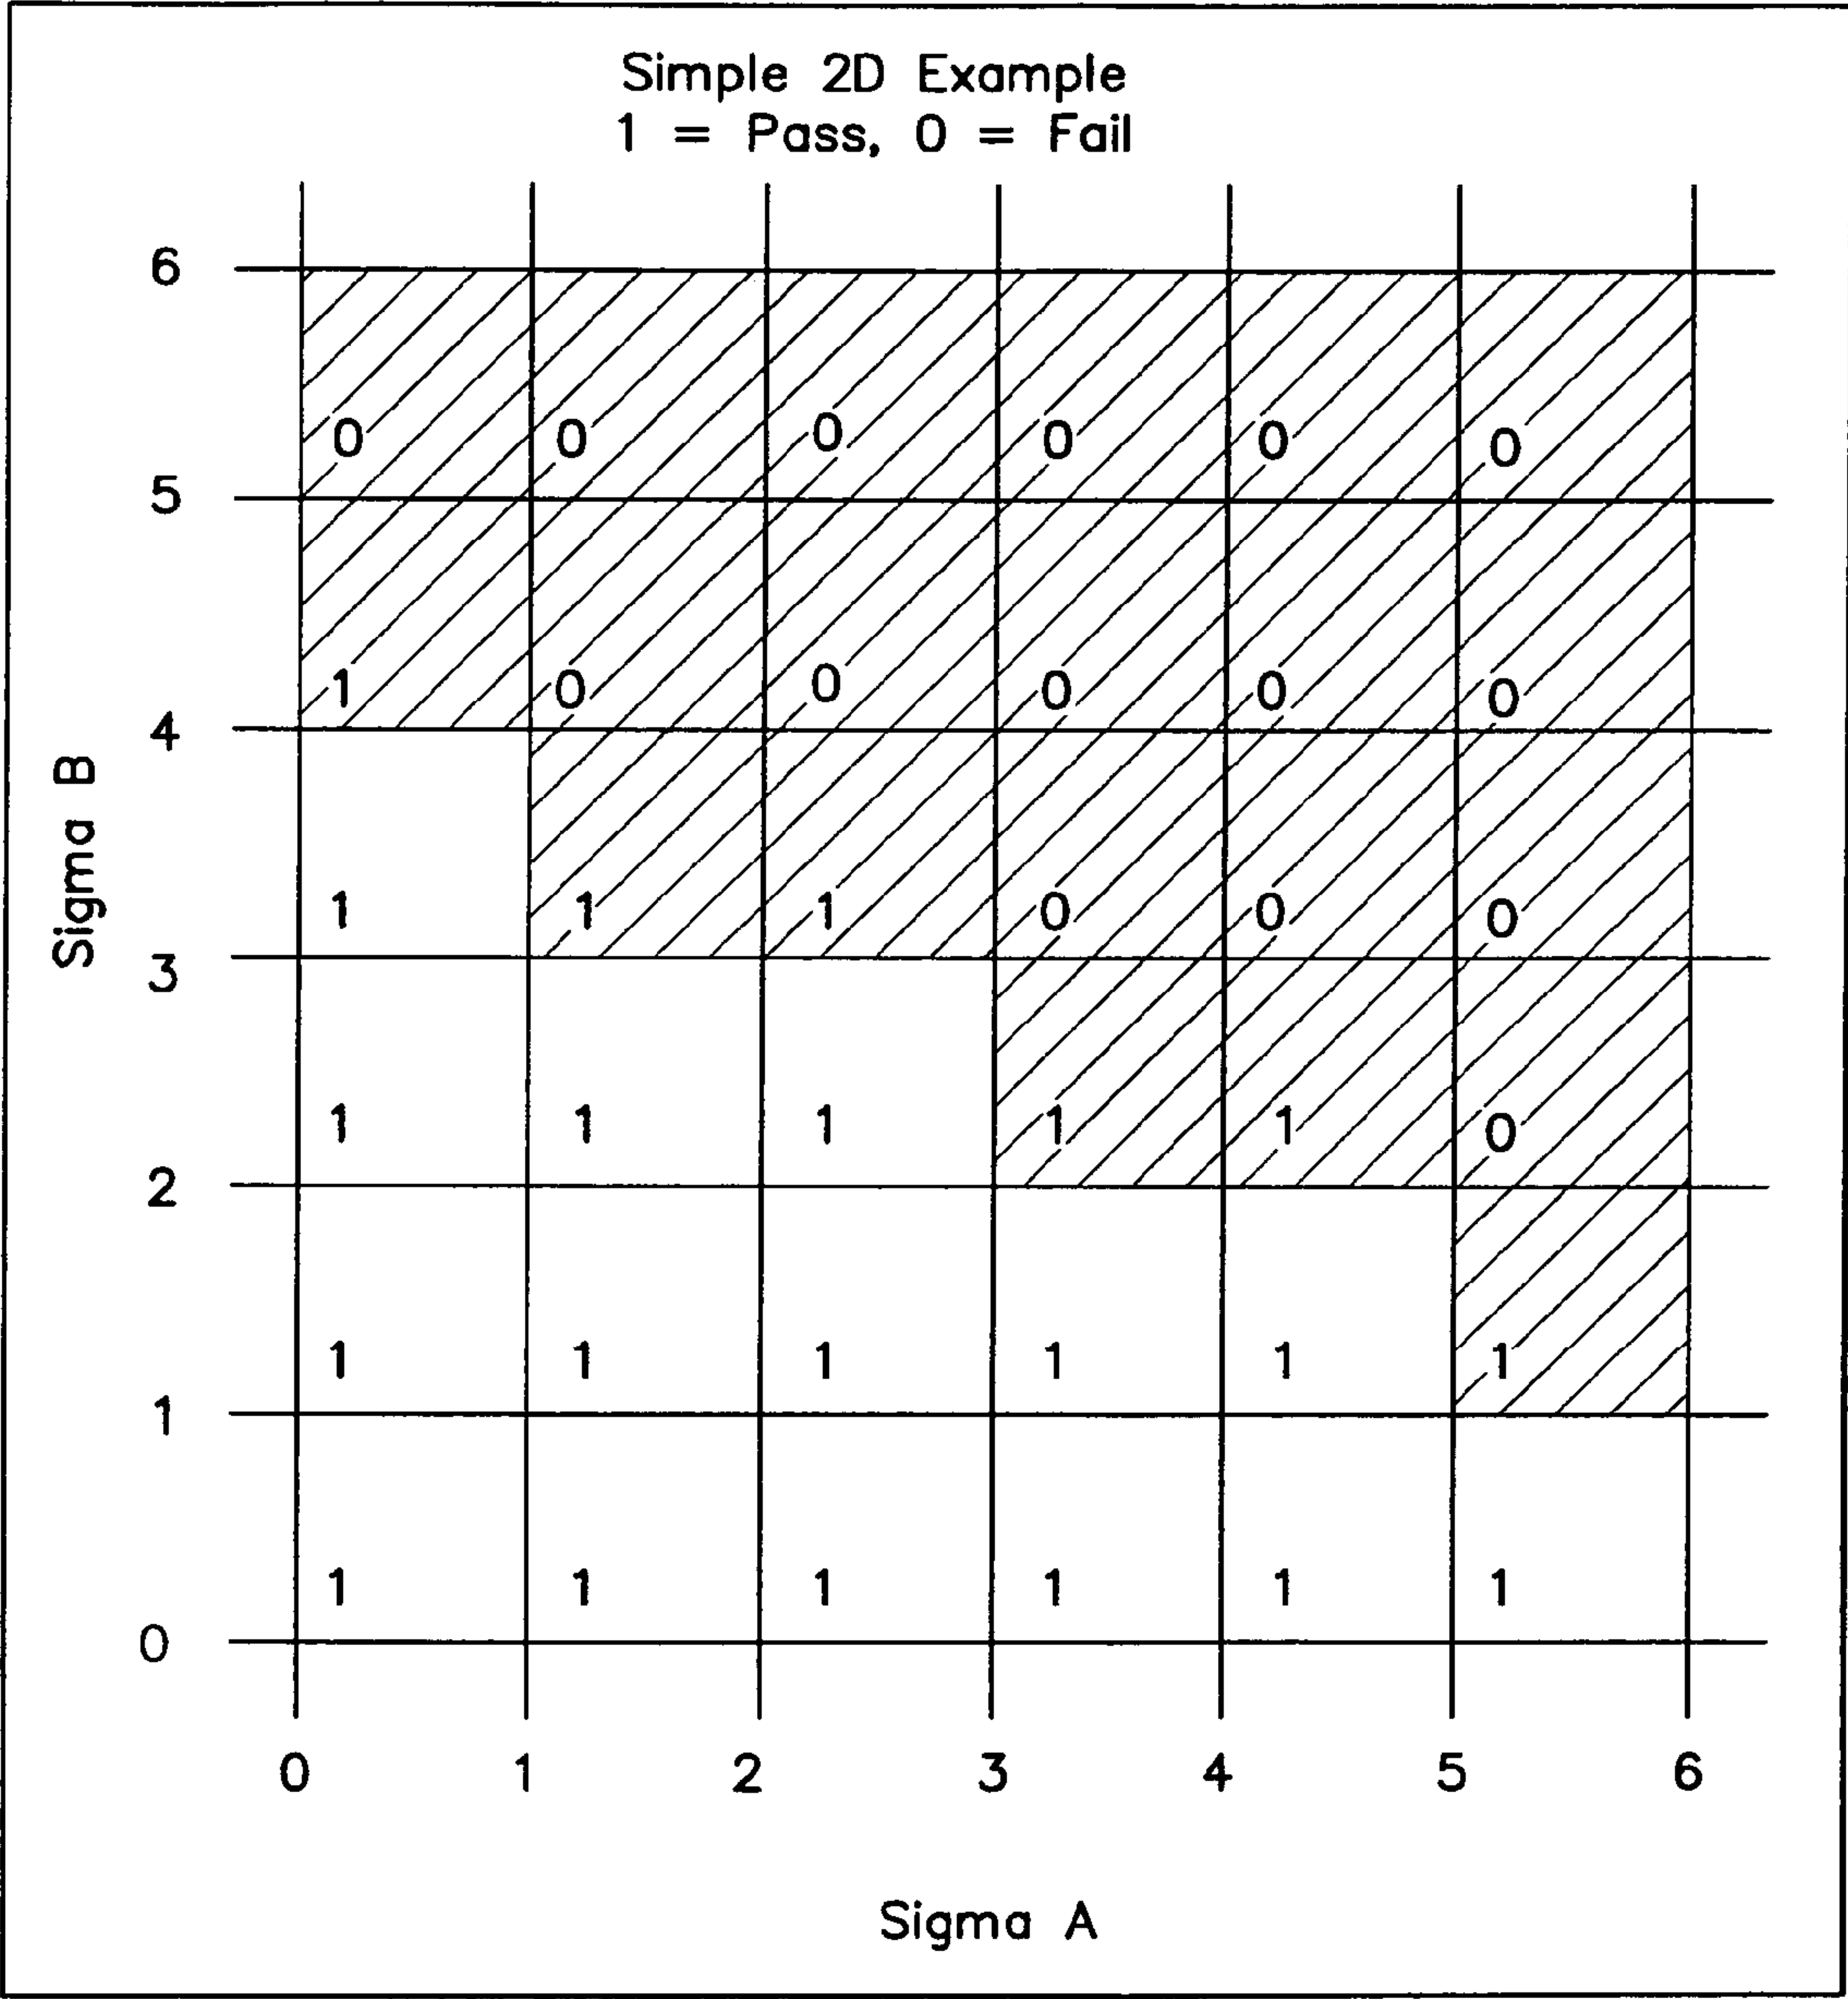 Simple 2D Example
1 = Pass, 0 = Fail
6
0 0 0 0 0 0
5
1 0 0 0 0 0
4
Sigma B
1 1 1 0 0 0
3
1 1 1 1 1 0
2
1 1 1 1 1 1
1
1 1 1 1 1 1
0
0 1 2 3 4 5 6
Sigma A